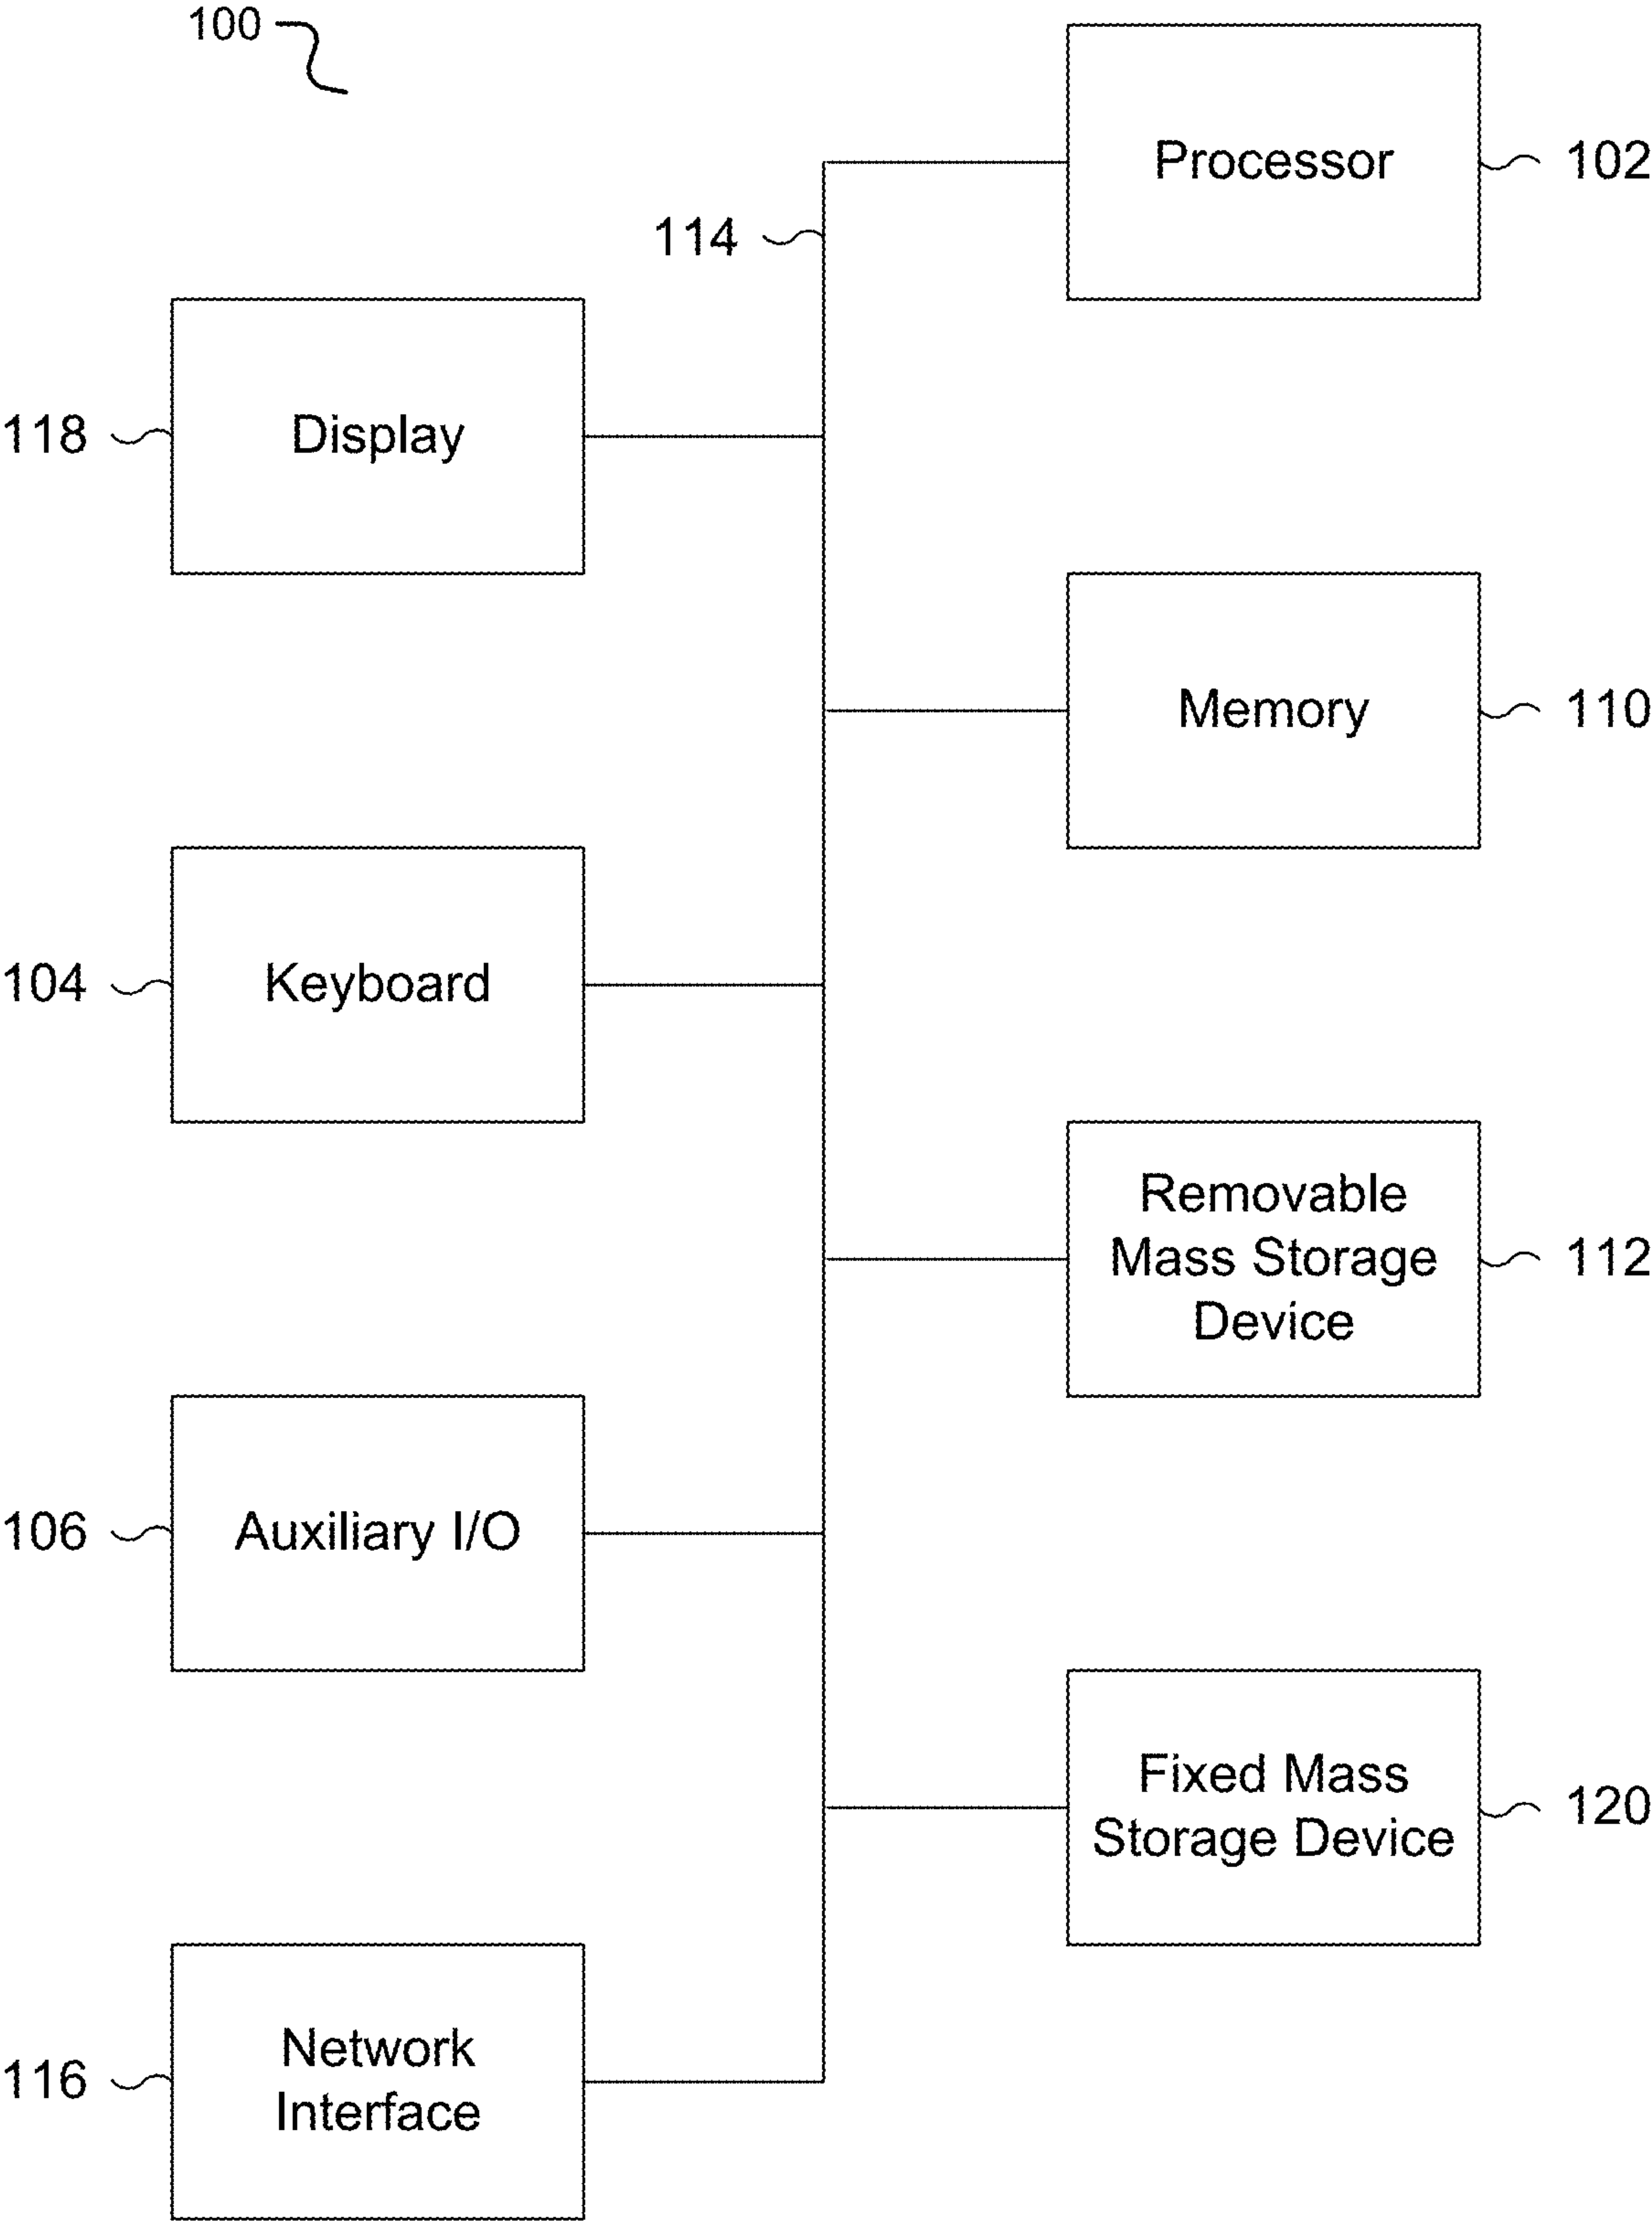 100
Processor
102
114
118
Display
Memory
110
104
Keyboard
Removable
Mass Storage
Device
112
106
Auxiliary I/O
Fixed Mass
Storage Device
120
116
Network
Interface